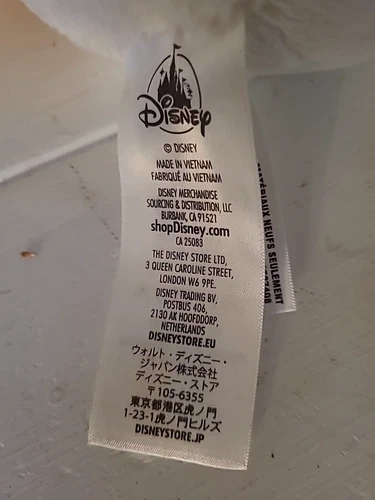 Disney
© DISNEY
MADE IN VIETNAM
FABRIQUÉ AU VIETNAM
DISNEY MERCHANDISE
SOURCING & DISTRIBUTION, LLC
BURBANK, CA 91521
shopDisney.com
CA 25083
THE DISNEY STORE LTD,
3 QUEEN CAROLINE STREET,
LONDON W6 9PE.
DISNEY TRADING BV,
POSTBUS 406,
2130 AK HOOFDDORP,
NETHERLANDS
DISNEYSTORE.EU
ウォルト・ディズニー・
ジャパン株式会社
ディズニー・ストア
〒105-6355
東京都港区虎ノ門
1-23-1虎ノ門ヒルズ
DISNEYSTORE.JP
MATÉRIAUX NEUFS SEULEMENT